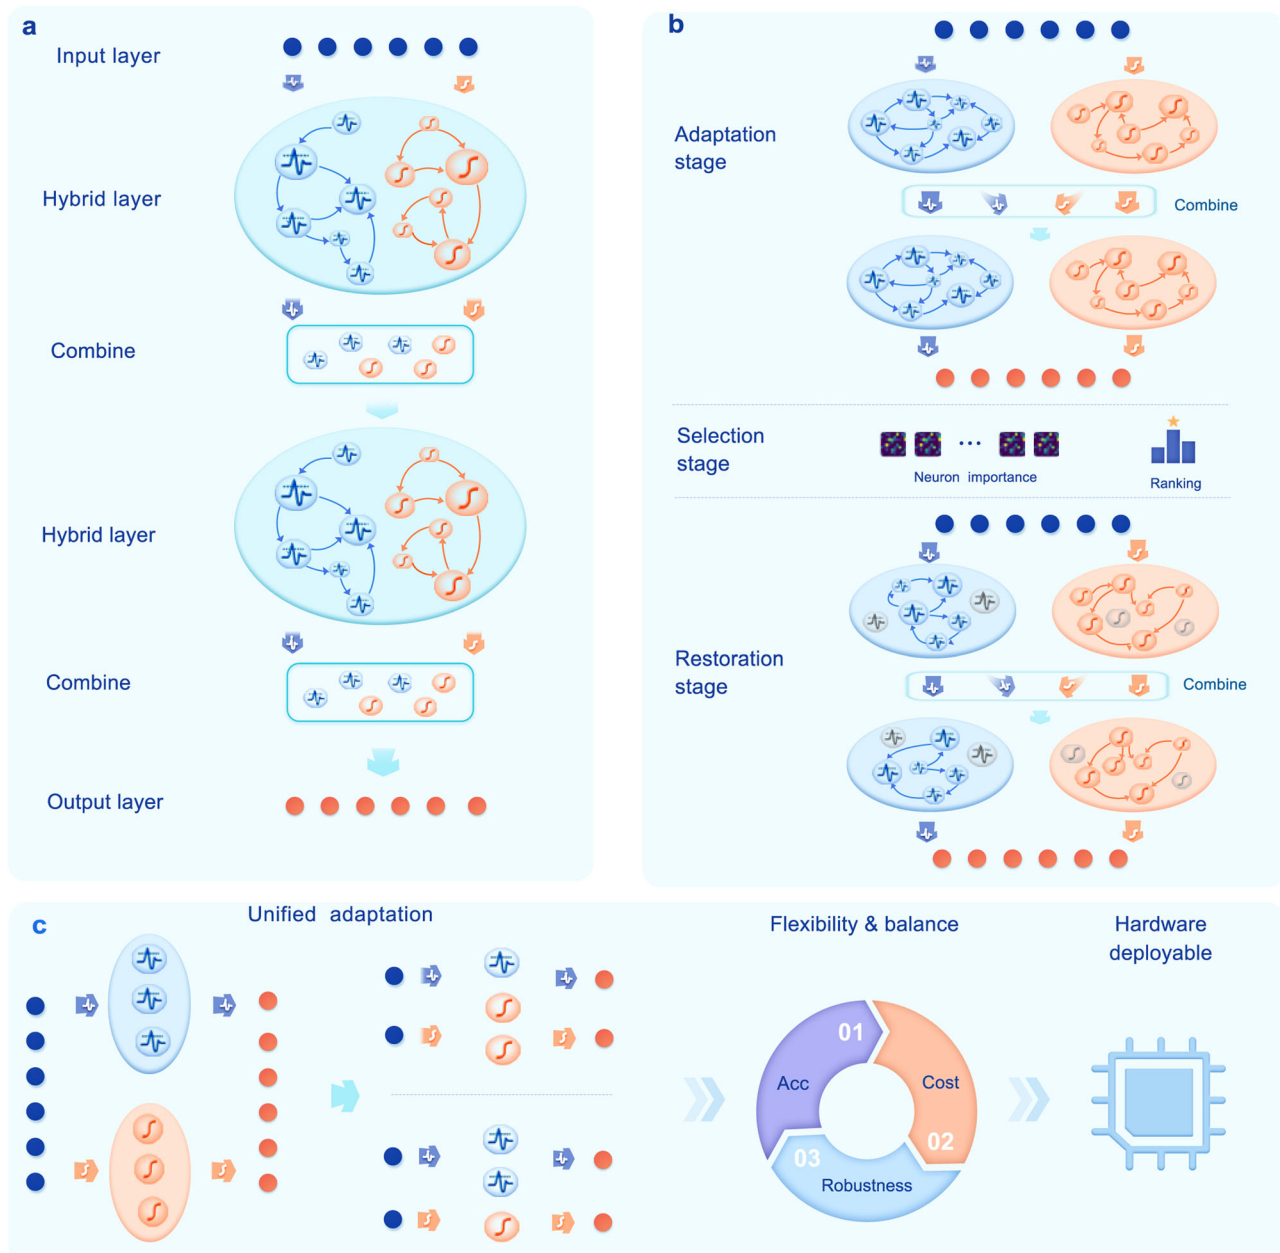 a
Input layer
Hybrid layer
Combine
Hybrid layer
Combine
Output layer
b
Adaptation
stage
Combine
Selection
stage
...
Neuron importance
Ranking
Restoration
stage
Combine
c
Unified adaptation
Flexibility & balance
01
Acc
Cost
02
03
Robustness
Hardware
deployable